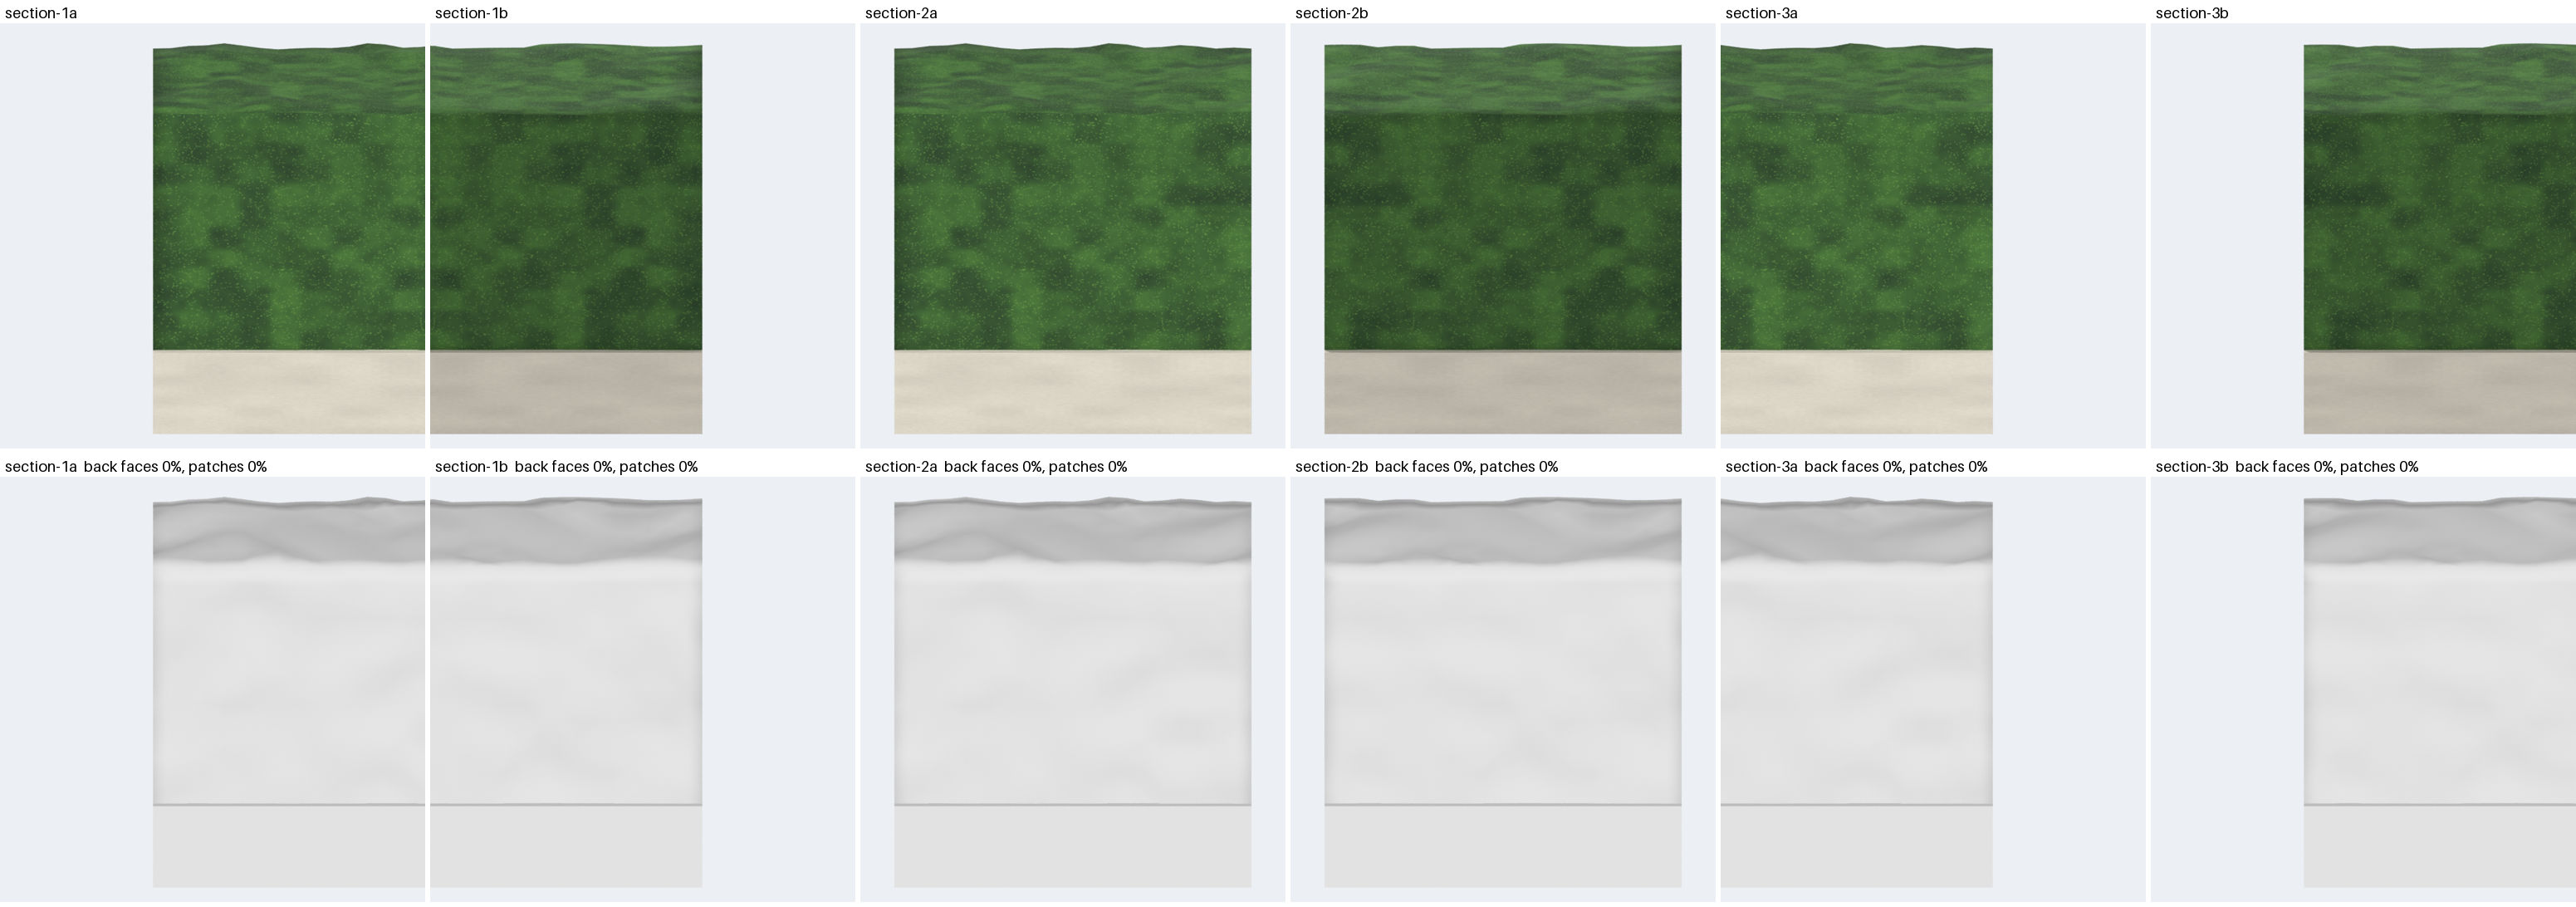 section-1a
section-1b
section-2a
section-2b
section-3a
section-3b
section-1a back faces 0%, patches 0%
section-1b back faces 0%, patches 0%
section-2a back faces 0%, patches 0%
section-2b back faces 0%, patches 0%
section-3a back faces 0%, patches 0%
section-3b back faces 0%, patches 0%